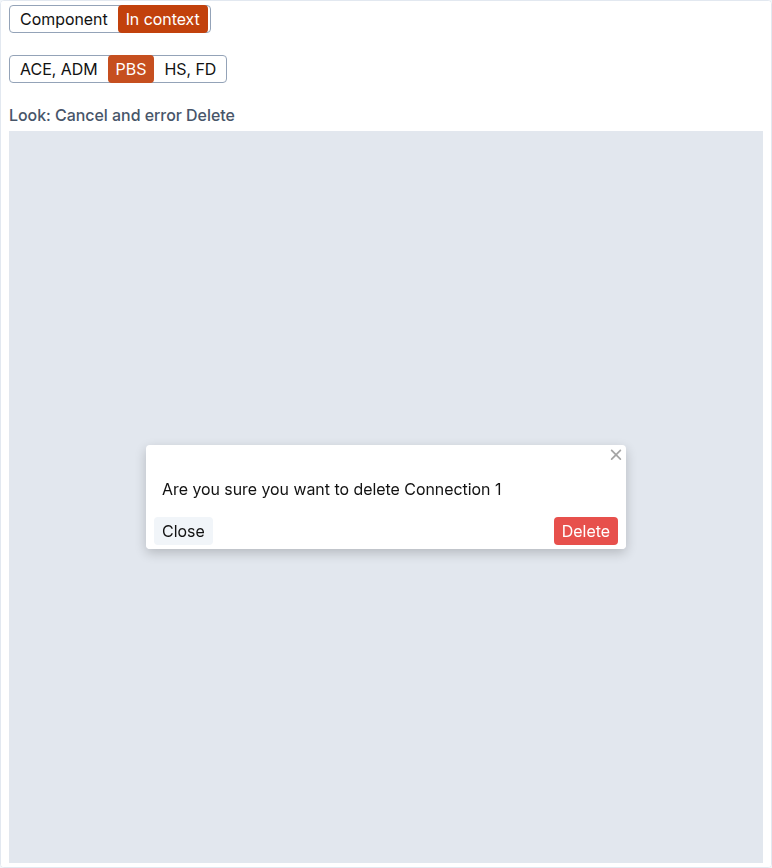 Component In context
ACE, ADM PBS HS, FD
Look: Cancel and error Delete
Are you sure you want to delete Connection 1
Close Delete